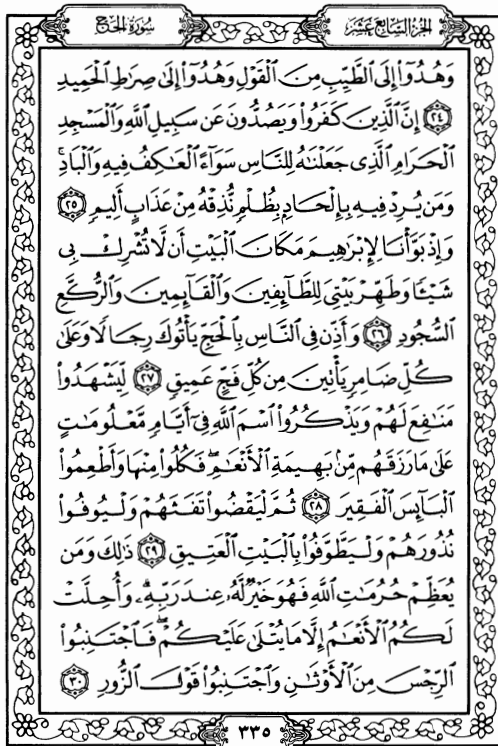 الجزء السابع عشر
سورة الحج
وَهُدُوٓا۟ إِلَى ٱلطَّيِّبِ مِنَ ٱلْقَوْلِ وَهُدُوٓا۟ إِلَىٰ صِرَٰطِ ٱلْحَمِيدِ
٢٤ إِنَّ ٱلَّذِينَ كَفَرُوا۟ وَيَصُدُّونَ عَن سَبِيلِ ٱللَّهِ وَٱلْمَسْجِدِ
ٱلْحَرَامِ ٱلَّذِى جَعَلْنَٰهُ لِلنَّاسِ سَوَآءً ٱلْعَٰكِفُ فِيهِ وَٱلْبَادِ ۚ
وَمَن يُرِدْ فِيهِ بِإِلْحَادٍۭ بِظُلْمٍ نُّذِقْهُ مِنْ عَذَابٍ أَلِيمٍ ٢٥
وَإِذْ بَوَّأْنَا لِإِبْرَٰهِيمَ مَكَانَ ٱلْبَيْتِ أَن لَّا تُشْرِكْ بِى
شَيْـًٔا وَطَهِّرْ بَيْتِىَ لِلطَّآئِفِينَ وَٱلْقَآئِمِينَ وَٱلرُّكَّعِ
ٱلسُّجُودِ ٢٦ وَأَذِّن فِى ٱلنَّاسِ بِٱلْحَجِّ يَأْتُوكَ رِجَالًا وَعَلَىٰ
كُلِّ ضَامِرٍ يَأْتِينَ مِن كُلِّ فَجٍّ عَمِيقٍ ٢٧ لِّيَشْهَدُوا۟
مَنَٰفِعَ لَهُمْ وَيَذْكُرُوا۟ ٱسْمَ ٱللَّهِ فِىٓ أَيَّامٍ مَّعْلُومَٰتٍ
عَلَىٰ مَا رَزَقَهُم مِّنۢ بَهِيمَةِ ٱلْأَنْعَٰمِ ۖ فَكُلُوا۟ مِنْهَا وَأَطْعِمُوا۟
ٱلْبَآئِسَ ٱلْفَقِيرَ ٢٨ ثُمَّ لْيَقْضُوا۟ تَفَثَهُمْ وَلْيُوفُوا۟
نُذُورَهُمْ وَلْيَطَّوَّفُوا۟ بِٱلْبَيْتِ ٱلْعَتِيقِ ٢٩ ذَٰلِكَ وَمَن
يُعَظِّمْ حُرُمَٰتِ ٱللَّهِ فَهُوَ خَيْرٌ لَّهُۥ عِندَ رَبِّهِۦ ۗ وَأُحِلَّتْ
لَكُمُ ٱلْأَنْعَٰمُ إِلَّا مَا يُتْلَىٰ عَلَيْكُمْ ۖ فَٱجْتَنِبُوا۟
ٱلرِّجْسَ مِنَ ٱلْأَوْثَٰنِ وَٱجْتَنِبُوا۟ قَوْلَ ٱلزُّورِ ٣٠
٣٣٥